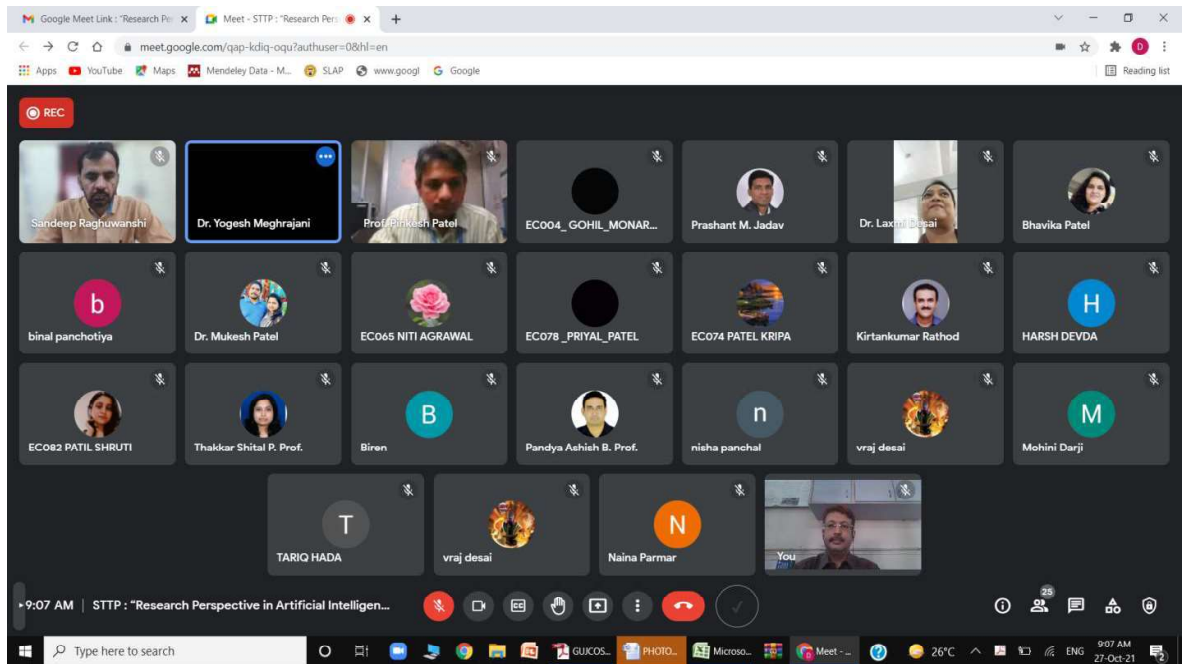 Google Meet Link : "Research Pe
Meet - STTP : "Research Pers
meet.google.com/qap-kdiq-oqu?authuser=0&hl=en
D
Apps YouTube Maps Mendeley Data - M... SLAP www.googl Google Reading list
REC
Sandeep Raghuwanshi
Dr. Yogesh Meghrajani
Prof. Pinkesh Patel
EC004_ GOHIL_MONAR...
Prashant M. Jadav
Dr. Laxmi Desai
Bhavika Patel
b
binal panchotiya
Dr. Mukesh Patel
EC065 NITI AGRAWAL
EC078 _PRIYAL_PATEL
EC074 PATEL KRIPA
Kirtankumar Rathod
H
HARSH DEVDA
EC082 PATIL SHRUTI
Thakkar Shital P. Prof.
B
Biren
Pandya Ashish B. Prof.
n
nisha panchal
vraj desai
M
Mohini Darji
T
TARIQ HADA
vraj desai
N
Naina Parmar
You
9:07 AM | STTP : "Research Perspective in Artificial Intelligen...
25
Type here to search
GUJCOS... PHOTO... Microso... Meet - ... 26°C ENG 9:07 AM
27-Oct-21
2